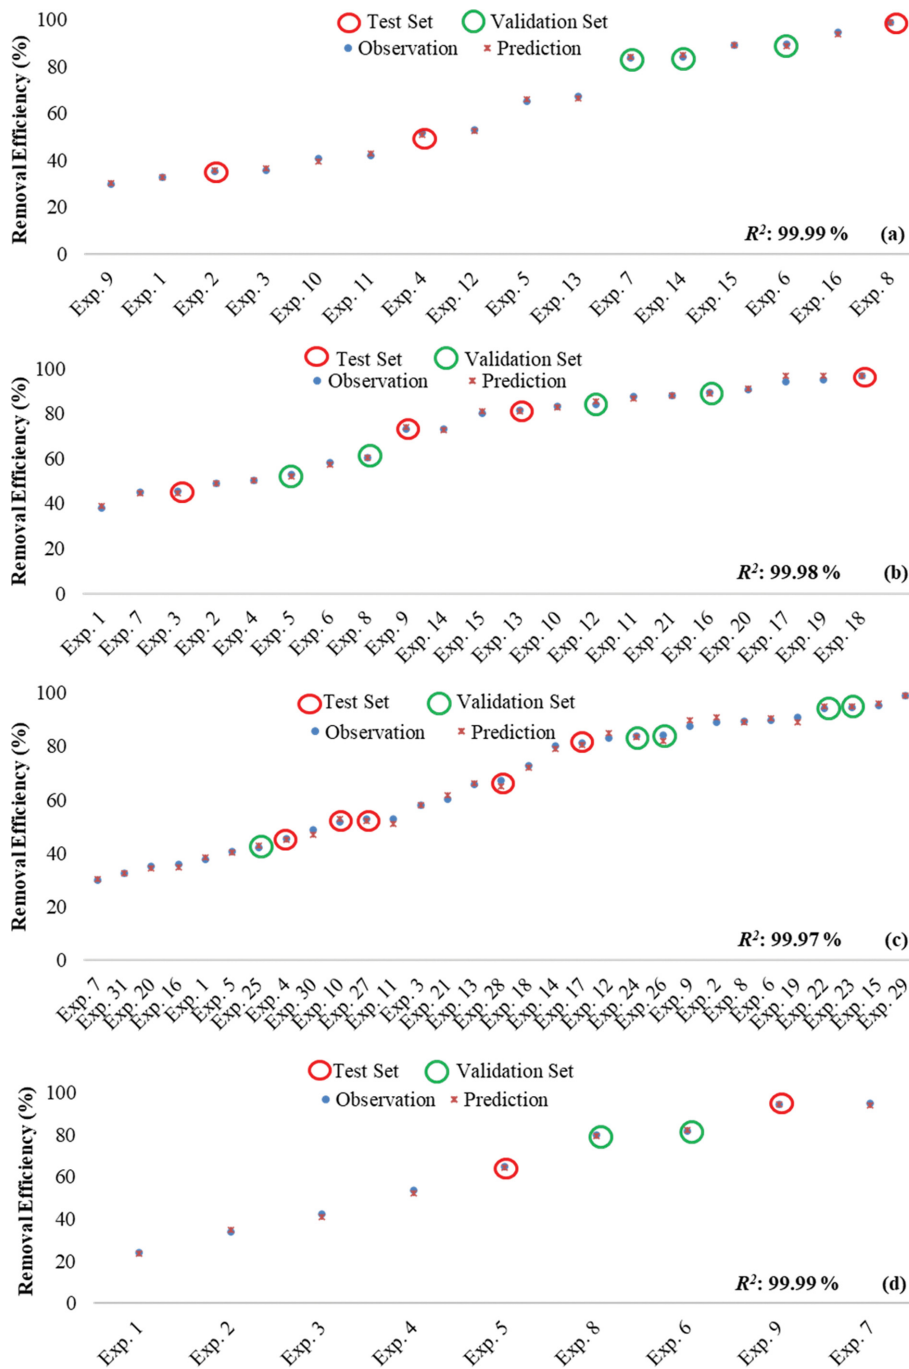 Test Set Validation Set
Observation Prediction
Removal Efficiency (%)
100
80
60
40
20
0
R²: 99.99 % (a)
Exp. 9 Exp. 1 Exp. 2 Exp. 3 Exp. 10 Exp. 11 Exp. 4 Exp. 12 Exp. 5 Exp. 13 Exp. 7 Exp. 14 Exp. 15 Exp. 6 Exp. 16 Exp. 8
Test Set Validation Set
Observation Prediction
Removal Efficiency (%)
100
80
60
40
20
0
R²: 99.98 % (b)
Exp. 1 Exp. 7 Exp. 3 Exp. 2 Exp. 4 Exp. 5 Exp. 6 Exp. 8 Exp. 9 Exp. 14 Exp. 15 Exp. 13 Exp. 10 Exp. 12 Exp. 11 Exp. 21 Exp. 16 Exp. 20 Exp. 17 Exp. 19 Exp. 18
Test Set Validation Set
Observation Prediction
Removal Efficiency (%)
100
80
60
40
20
0
R²: 99.97 % (c)
Exp. 7 Exp. 31 Exp. 20 Exp. 16 Exp. 1 Exp. 5 Exp. 25 Exp. 4 Exp. 30 Exp. 10 Exp. 27 Exp. 11 Exp. 3 Exp. 21 Exp. 13 Exp. 28 Exp. 18 Exp. 14 Exp. 17 Exp. 12 Exp. 24 Exp. 26 Exp. 9 Exp. 2 Exp. 8 Exp. 6 Exp. 19 Exp. 22 Exp. 23 Exp. 15 Exp. 29
Test Set Validation Set
Observation Prediction
Removal Efficiency (%)
100
80
60
40
20
0
R²: 99.99 % (d)
Exp. 1 Exp. 2 Exp. 3 Exp. 4 Exp. 5 Exp. 8 Exp. 6 Exp. 9 Exp. 7